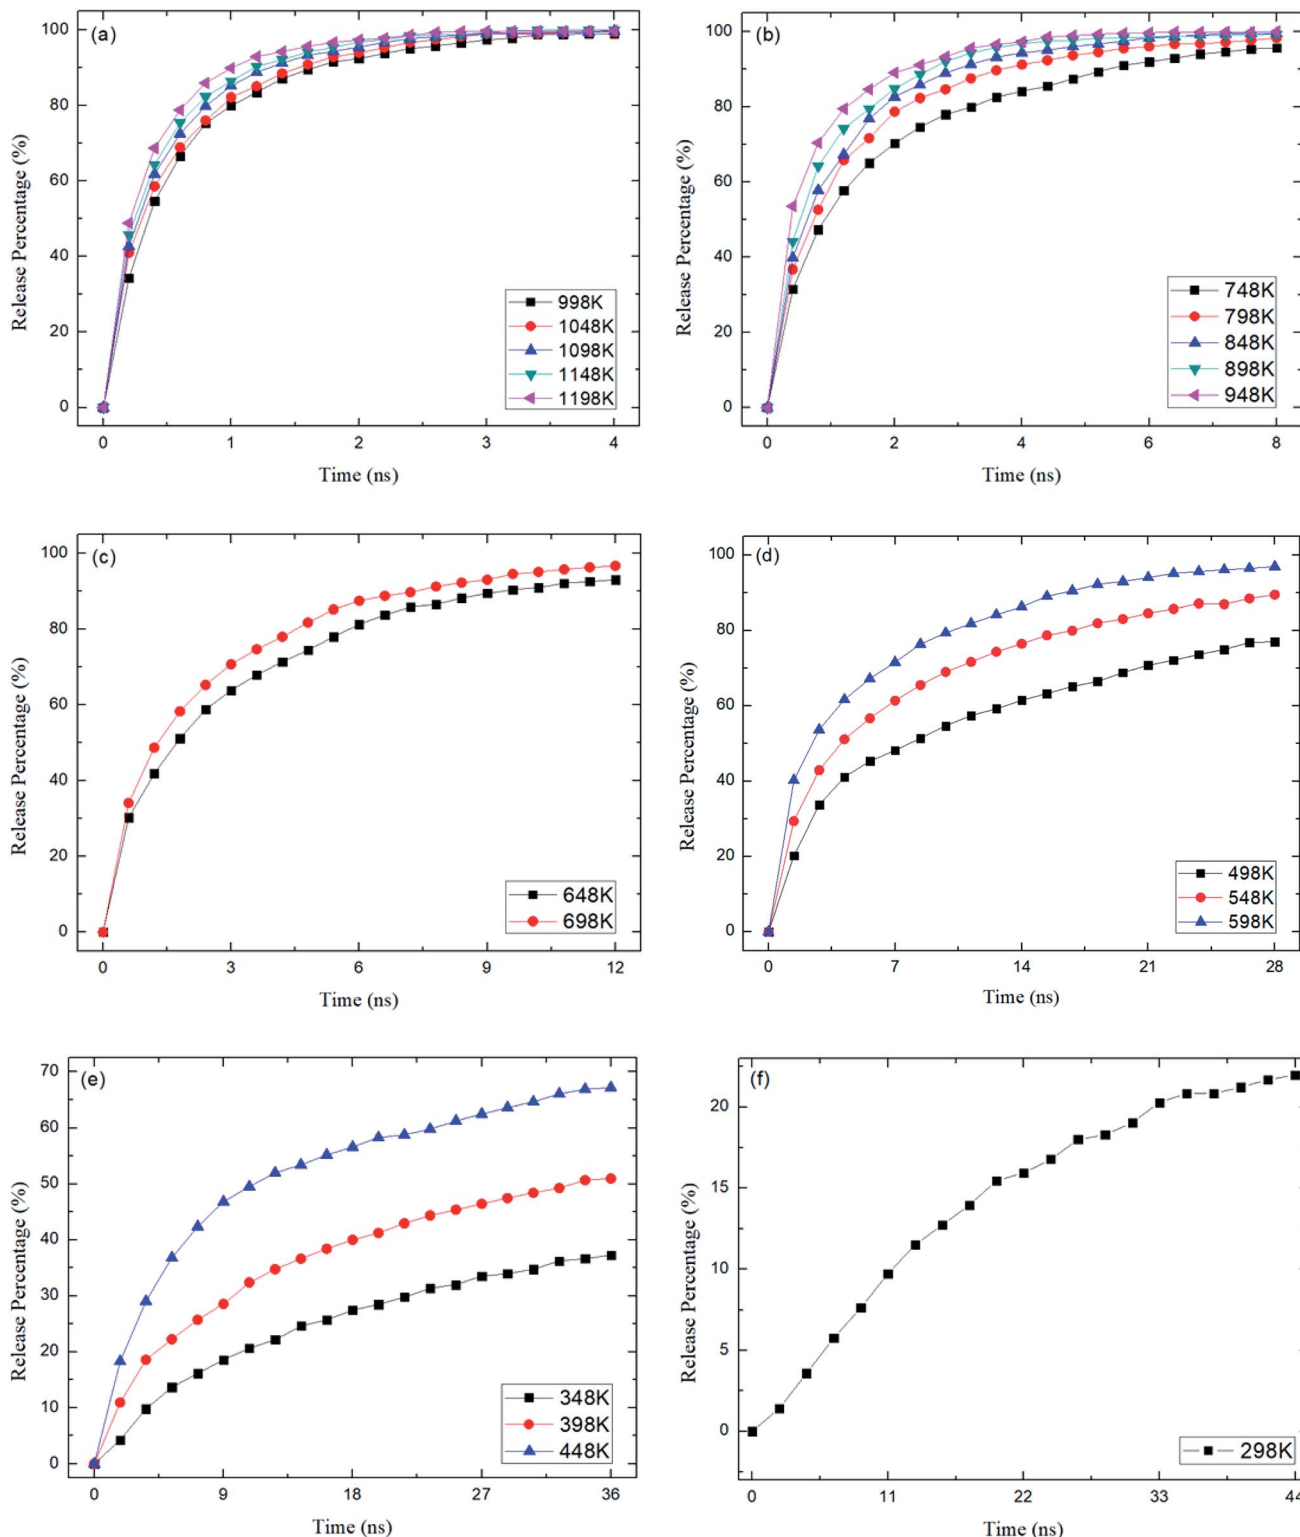 (a)
Release Percentage (%)
100
80
60
40
20
0
998K
1048K
1098K
1148K
1198K
0 1 2 3 4
Time (ns)
(b)
Release Percentage (%)
100
80
60
40
20
0
748K
798K
848K
898K
948K
0 2 4 6 8
Time (ns)
(c)
Release Percentage (%)
100
80
60
40
20
0
648K
698K
0 3 6 9 12
Time (ns)
(d)
Release Percentage (%)
100
80
60
40
20
0
498K
548K
598K
0 7 14 21 28
Time (ns)
(e)
Release Percentage (%)
70
60
50
40
30
20
10
0
348K
398K
448K
0 9 18 27 36
Time (ns)
(f)
Release Percentage (%)
20
15
10
5
0
298K
0 11 22 33 44
Time (ns)